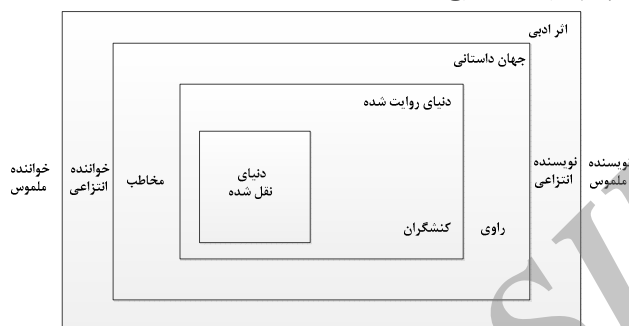 اثر ادبی
جهان داستانی
دنیای روایت شده
دنیای
نقل شده
نویسنده
ملموس
نویسنده
انتزاعی
راوی
کنشگران
مخاطب
خواننده
انتزاعی
خواننده
ملموس